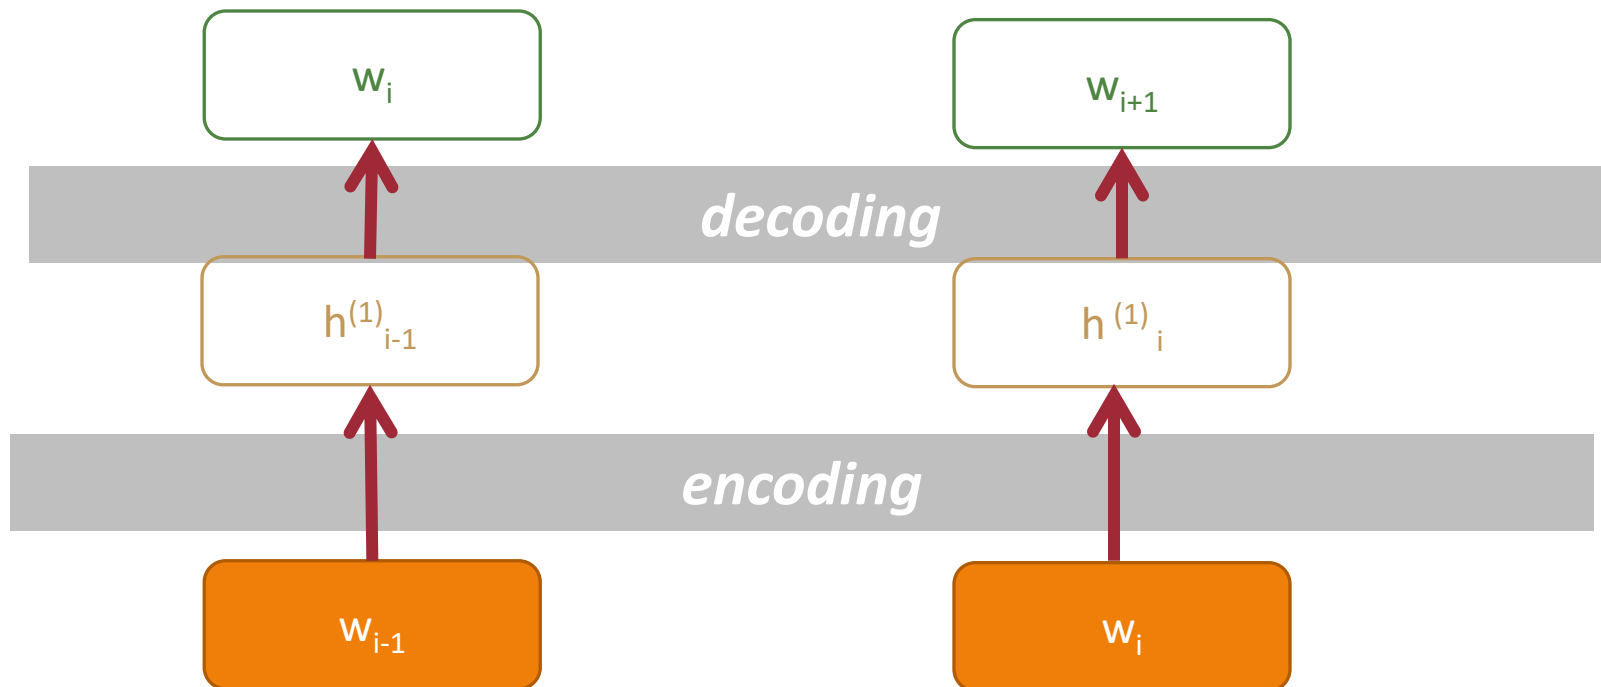 wᵢ
wᵢ₊₁
decoding
h⁽¹⁾ᵢ₋₁
h ⁽¹⁾ ᵢ
encoding
wᵢ₋₁
wᵢ